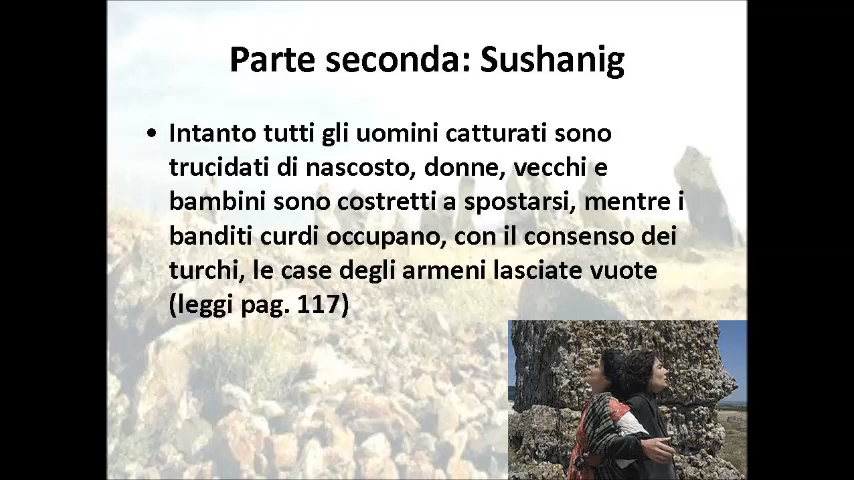 Parte seconda: Sushanig
• Intanto tutti gli uomini catturati sono
trucidati di nascosto, donne, vecchi e
bambini sono costretti a spostarsi, mentre i
banditi curdi occupano, con il consenso dei
turchi, le case degli armeni lasciate vuote
(leggi pag. 117)